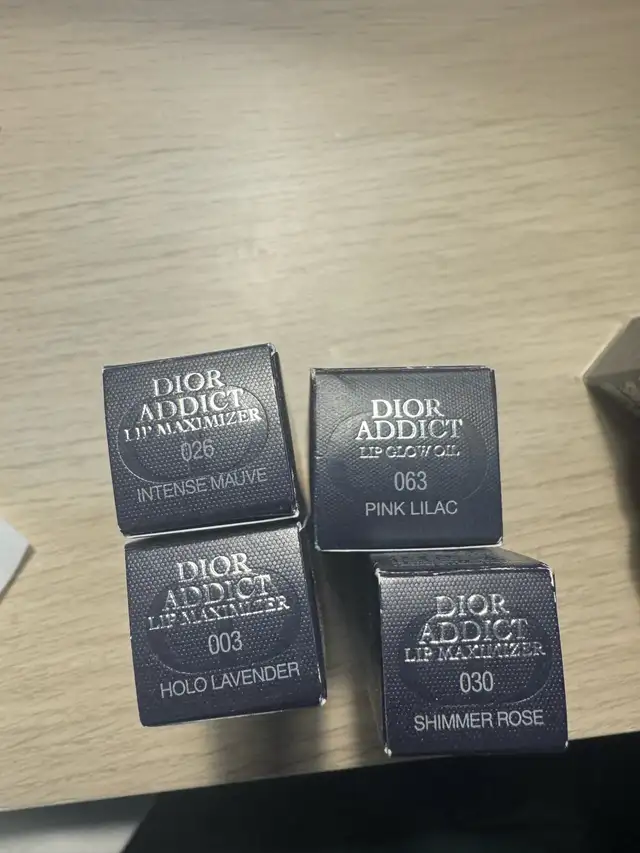 DIOR
ADDICT
LIP MAXIMIZER
026
INTENSE MAUVE
DIOR
ADDICT
LIP GLOW OIL
063
PINK LILAC
DIOR
ADDICT
LIP MAXIMIZER
003
HOLO LAVENDER
DIOR
ADDICT
LIP MAXIMIZER
030
SHIMMER ROSE